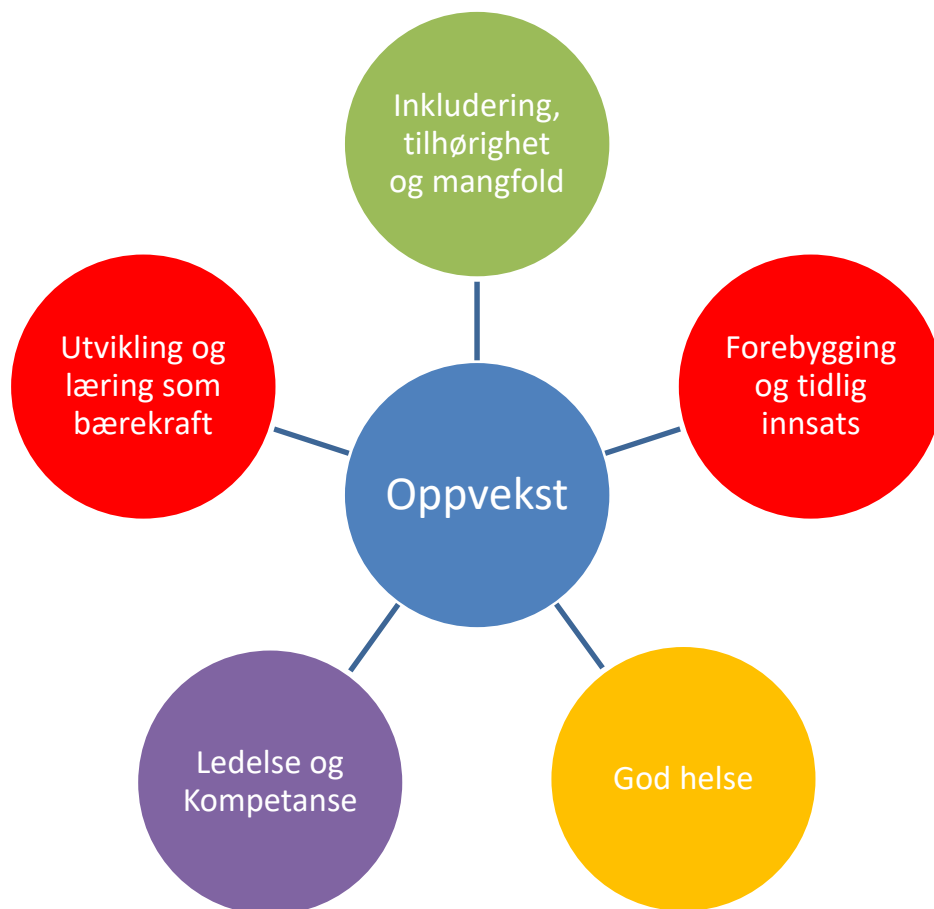 Inkludering,
tilhørighet
og mangfold
Utvikling og
læring som
bærekraft
Forebygging
og tidlig
innsats
Oppvekst
Ledelse og
Kompetanse
God helse